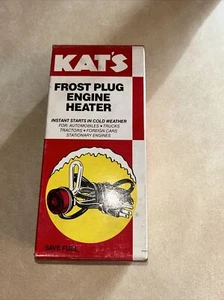 KAT'S
FROST PLUG
ENGINE
HEATER
INSTANT STARTS IN COLD WEATHER
FOR AUTOMOBILES • TRUCKS
TRACTORS • FOREIGN CARS
STATIONARY ENGINES
SAVE FUEL